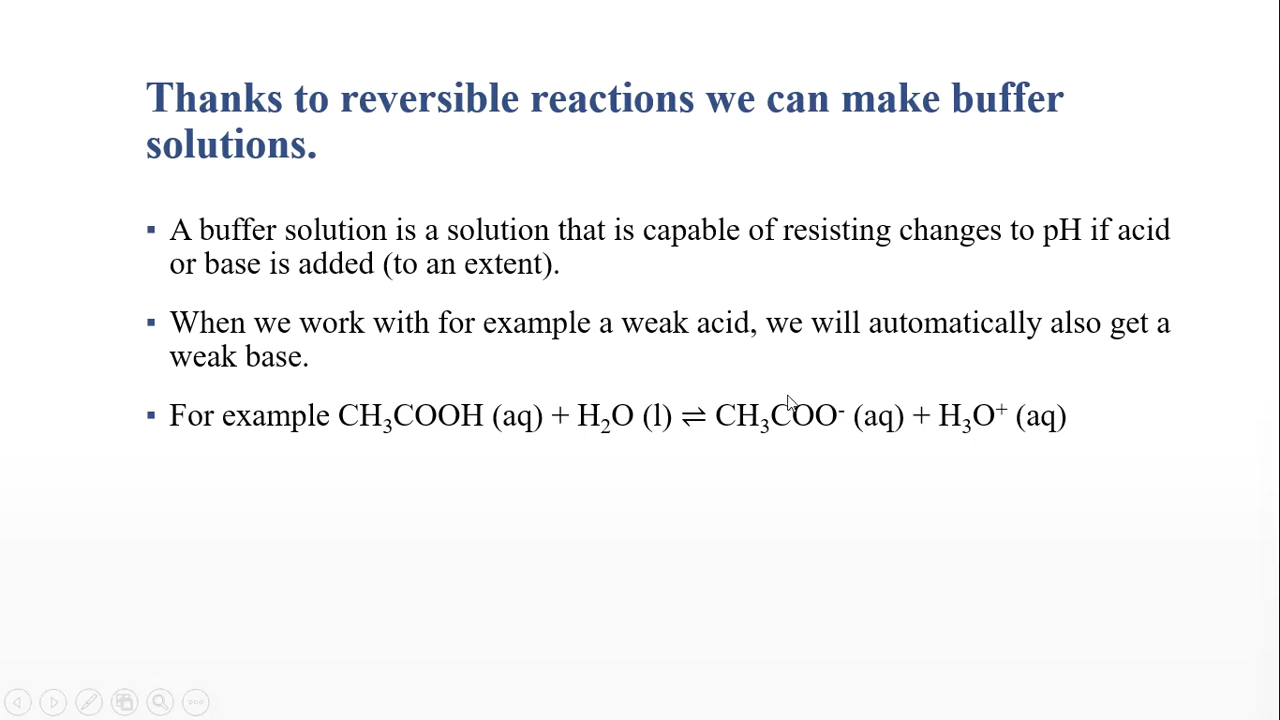 Thanks to reversible reactions we can make buffer
solutions.
▪ A buffer solution is a solution that is capable of resisting changes to pH if acid
or base is added (to an extent).
▪ When we work with for example a weak acid, we will automatically also get a
weak base.
▪ For example CH₃COOH (aq) + H₂O (l) ⇌ CH₃COO⁻ (aq) + H₃O⁺ (aq)